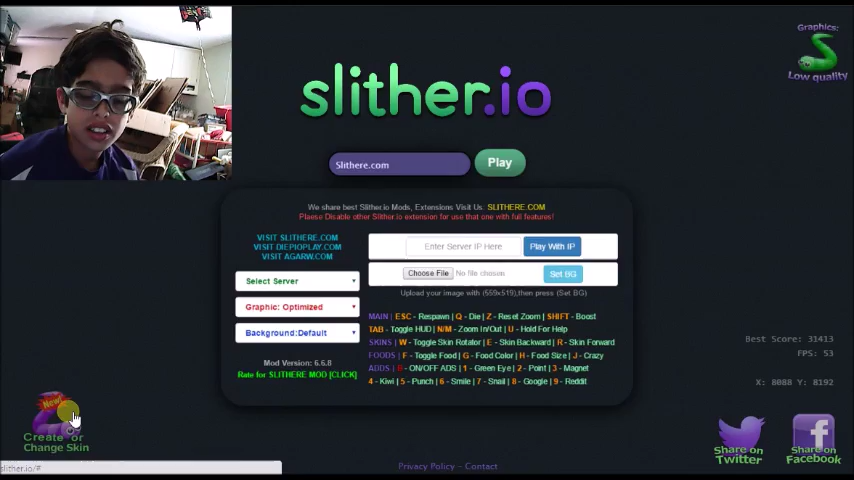 Graphics:
Low quality
slither.io
Slithere.com
Play
We share best Slither.io Mods, Extensions Visit Us. SLITHERE.COM
Please Disable other Slither.io extension for use that one with full features!
VISIT SLITHERE.COM
VISIT DIEPIOPLAY.COM
VISIT AGARW.COM
Enter Server IP Here
Play With IP
Choose File No file chosen
Set BG
Upload your image with (559x519),then press (Set BG)
Select Server
Graphic: Optimized
Background:Default
Mod Version: 6.6.8
Rate for SLITHERE MOD [CLICK]
MAIN | ESC - Respawn | Q - Die | Z - Reset Zoom | SHIFT - Boost
TAB - Toggle HUD | N/M - Zoom In/Out | U - Hold For Help
SKINS | W - Toggle Skin Rotator | E - Skin Backward | R - Skin Forward
FOODS | F - Toggle Food | G - Food Color | H - Food Size | J - Crazy
ADDS | 0 - ON/OFF ADS | 1 - Green Eye | 2 - Point | 3 - Magnet
4 - Kiwi | 5 - Punch | 6 - Smile | 7 - Snail | 8 - Google | 9 - Reddit
Best Score: 31413
FPS: 53
X: 8088 Y: 8192
New!
Create or
Change Skin
slither.io/#
Privacy Policy - Contact
Share on
Twitter
Share on
Facebook